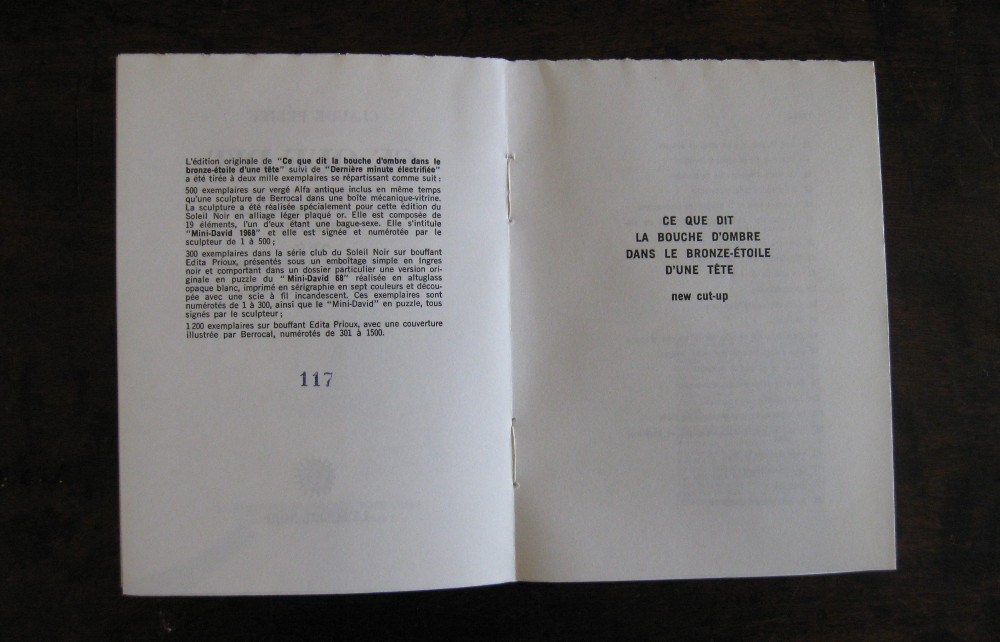 L'édition originale de "Ce que dit la bouche d'ombre dans le
bronze-étoile d'une tête" suivi de "Dernière minute électrifiée"
a été tirée à deux mille exemplaires se répartissant comme suit :
500 exemplaires sur vergé Alfa antique inclus en même temps
qu'une sculpture de Berrocal dans une boîte mécanique-vitrine.
La sculpture a été réalisée spécialement pour cette édition du
Soleil Noir en alliage léger plaqué or. Elle est composée de
19 éléments, l'un d'eux étant une bague-sexe. Elle s'intitule
"Mini-David 1968" et elle est signée et numérotée par le
sculpteur de 1 à 500 ;
300 exemplaires dans la série club du Soleil Noir sur bouffant
Edita Prioux, présentés sous un emboîtage simple en Ingres
noir et comportant dans un dossier particulier une version ori-
ginale en puzzle du "Mini-David 68" réalisée en altuglass
opaque blanc, imprimé en sérigraphie en sept couleurs et décou-
pée avec une scie à fil incandescent. Ces exemplaires sont
numérotés de 1 à 300, ainsi que le "Mini-David" en puzzle, tous
signés par le sculpteur ;
1 200 exemplaires sur bouffant Edita Prioux, avec une couverture
illustrée par Berrocal, numérotés de 301 à 1500.
117
CE QUE DIT
LA BOUCHE D'OMBRE
DANS LE BRONZE-ÉTOILE
D'UNE TÊTE
new cut-up